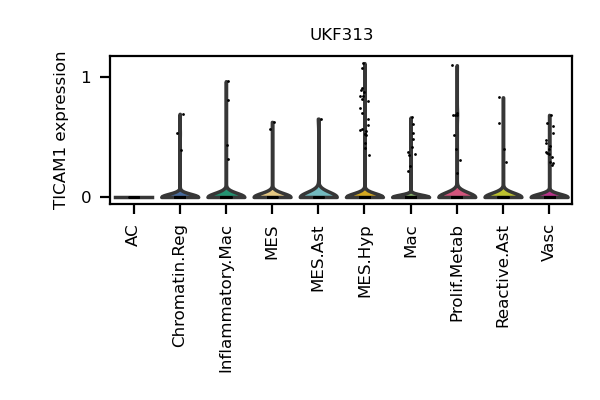 UKF313
TICAM1 expression
1
0
AC
Chromatin.Reg
Inflammatory.Mac
MES
MES.Ast
MES.Hyp
Mac
Prolif.Metab
Reactive.Ast
Vasc